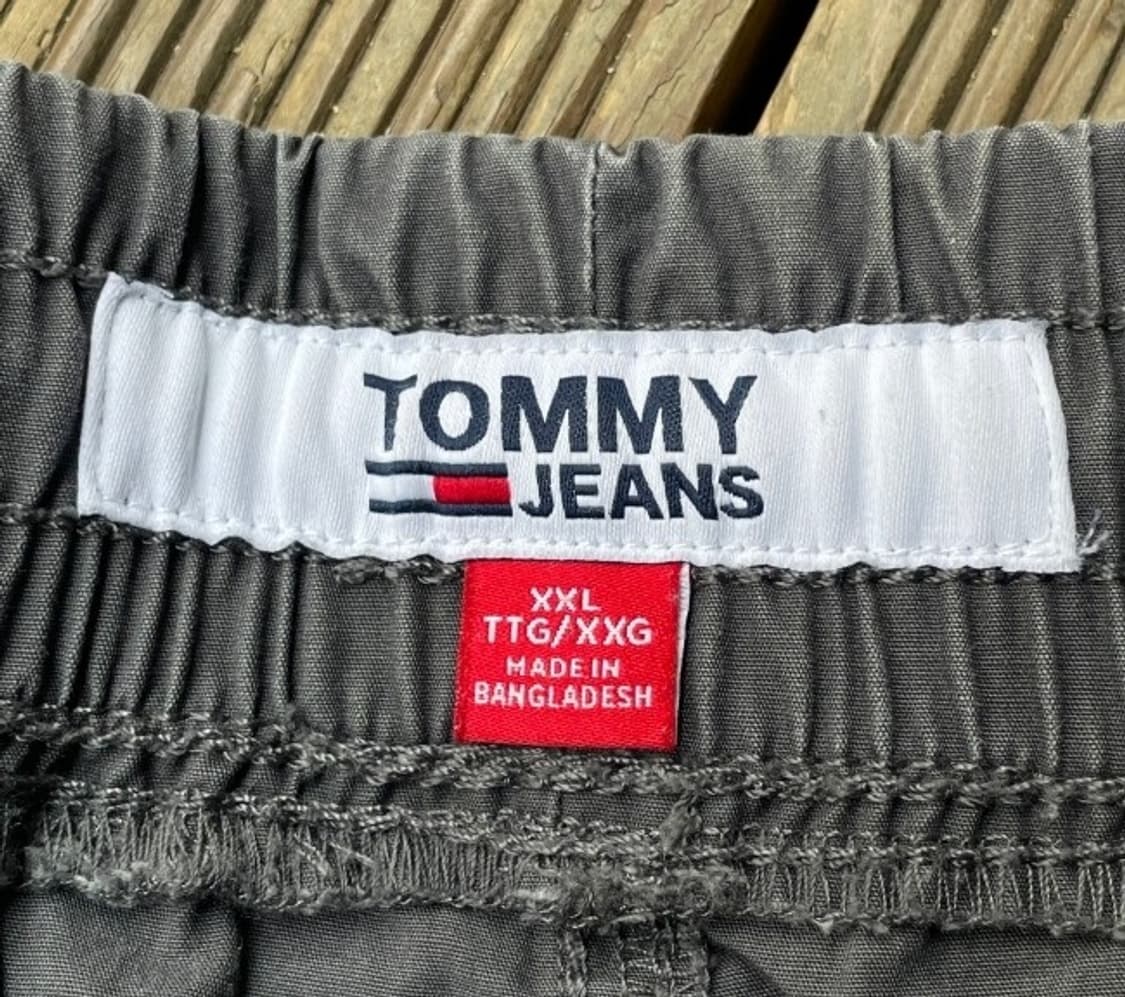 TOMMY
JEANS
XXL
TTG/XXG
MADE IN
BANGLADESH